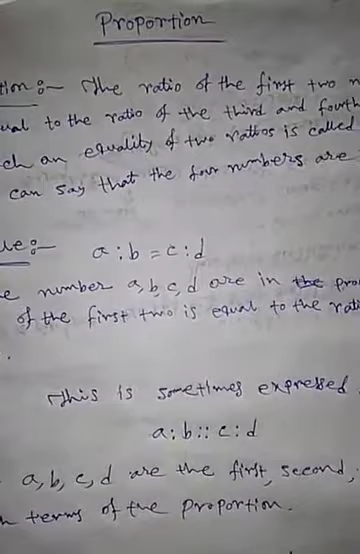 Proportion
tion :- The ratio of the first two n
ual to the ratio of the third and fourth
ch an equality of two ratios is called
can say that the four numbers are
ue :- a : b = c : d
e number a, b, c, d are in the pro
of the first two is equal to the rati
.
This is sometimes expressed
a : b :: c : d
a, b, c, d are the first, second,
h terms of the proportion.